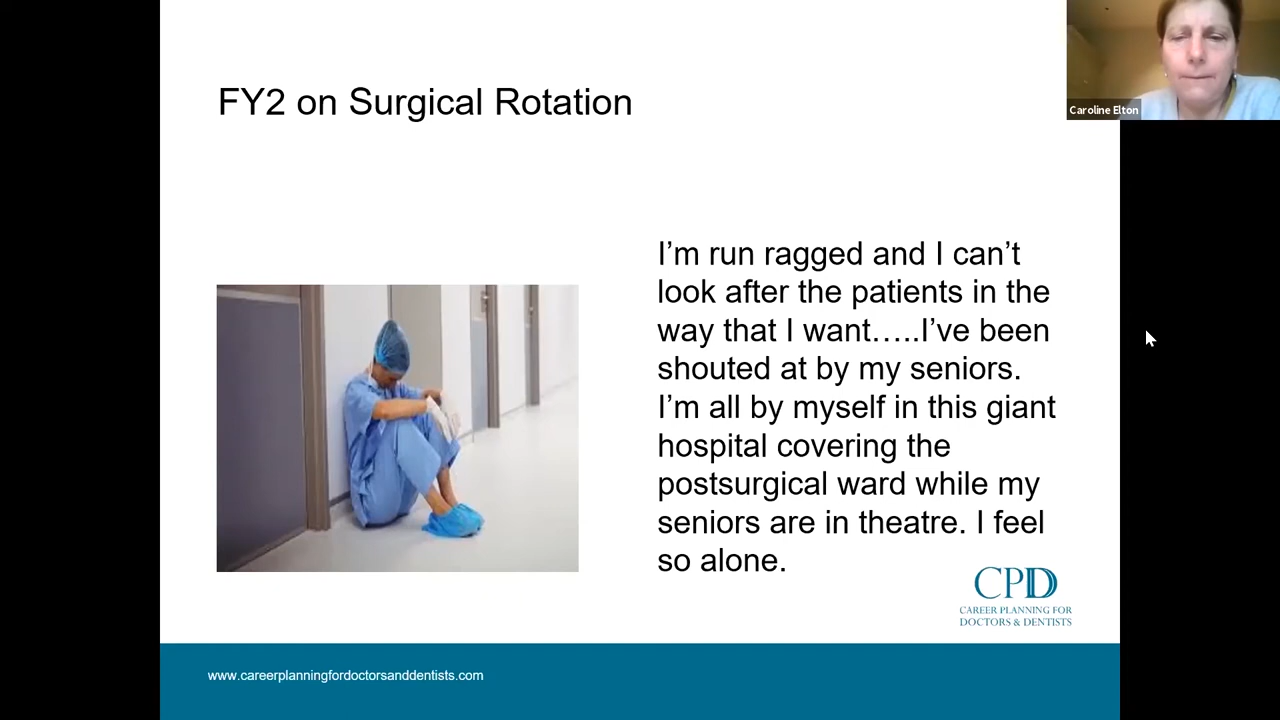 FY2 on Surgical Rotation
Caroline Elton
I’m run ragged and I can’t
look after the patients in the
way that I want…..I’ve been
shouted at by my seniors.
I’m all by myself in this giant
hospital covering the
postsurgical ward while my
seniors are in theatre. I feel
so alone.
CPD
CAREER PLANNING FOR
DOCTORS & DENTISTS
www.careerplanningfordoctorsanddentists.com